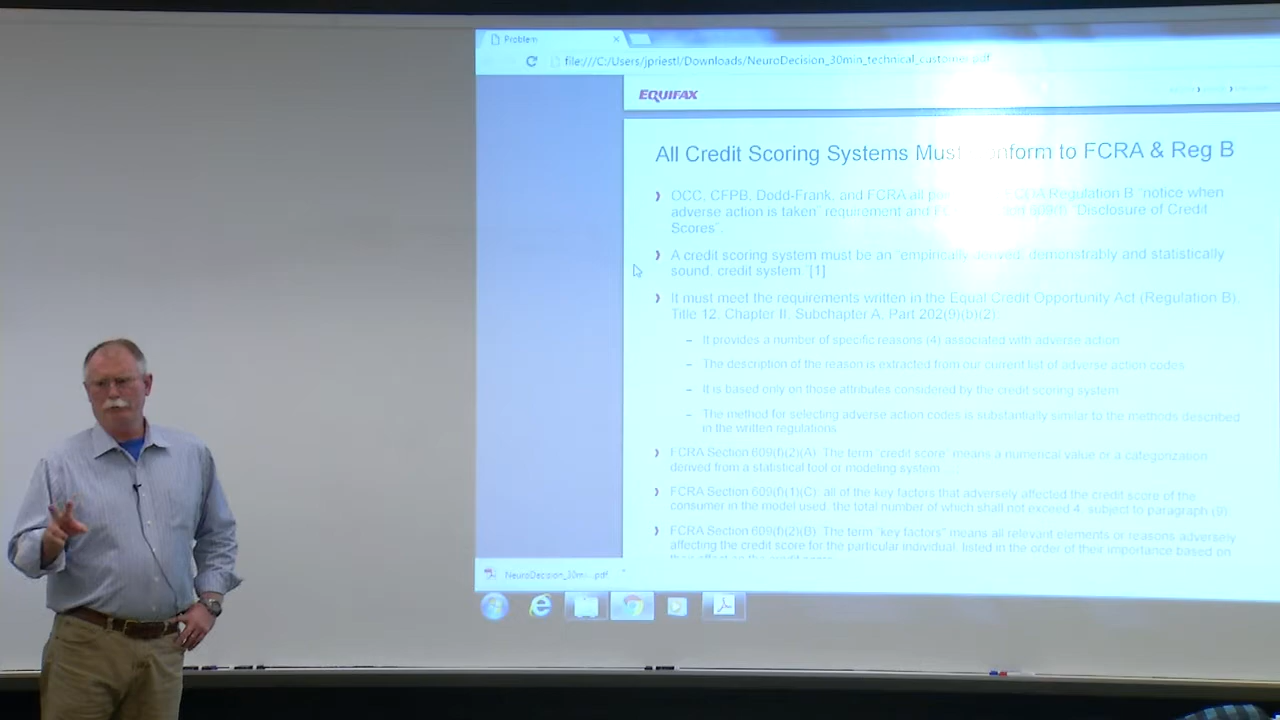 Problem
file:///C:/Users/jpriestl/Downloads/NeuroDecision_30min_technical_customer.pdf
EQUIFAX
All Credit Scoring Systems Must Conform to FCRA & Reg B
OCC, CFPB, Dodd-Frank, and FCRA all Regulation B "notice when
adverse action is taken" requirement and "Disclosure of Credit
Scores".
A credit scoring system must be an "empirically derived, demonstrably and statistically
sound, credit system" [1]
It must meet the requirements written in the Equal Credit Opportunity Act (Regulation B),
Title 12, Chapter II, Subchapter A, Part 202(9)(b)(2).
– It provides a number of specific reasons (4) associated with adverse action
– The description of the reason is extracted from our current list of adverse action codes
– It is based only on those attributes considered by the credit scoring system
– The method for selecting adverse action codes is substantially similar to the methods described
in the written regulations
FCRA Section 609(f)(2)(A): The term "credit score" means a numerical value or a categorization
derived from a statistical tool or modeling system
FCRA Section 609(f)(1)(C): all of the key factors that adversely affected the credit score of the
consumer in the model used, the total number of which shall not exceed 4, subject to paragraph (9).
FCRA Section 609(f)(2)(B): The term "key factors" means all relevant elements or reasons adversely
affecting the credit score for the particular individual, listed in the order of their importance based on
NeuroDecision_30mi....pdf